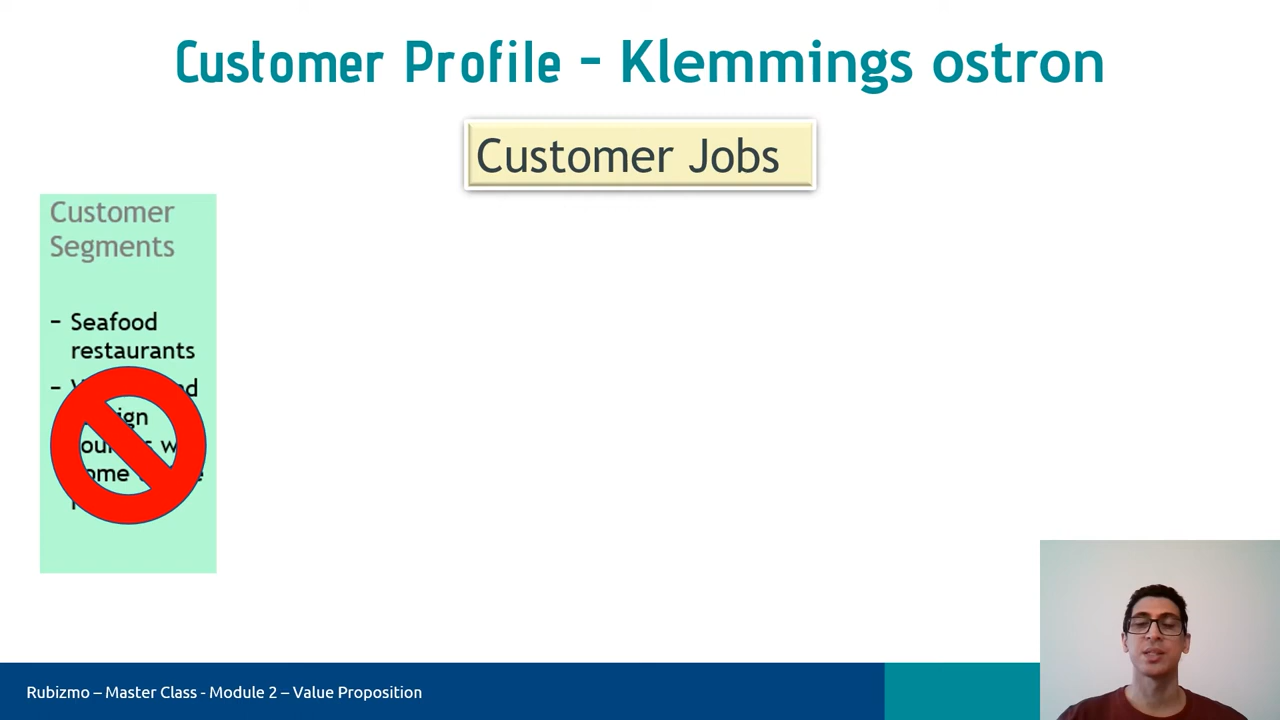 Customer Profile - Klemmings ostron
Customer Jobs
Customer
Segments
- Seafood
restaurants
-
Rubizmo – Master Class - Module 2 – Value Proposition